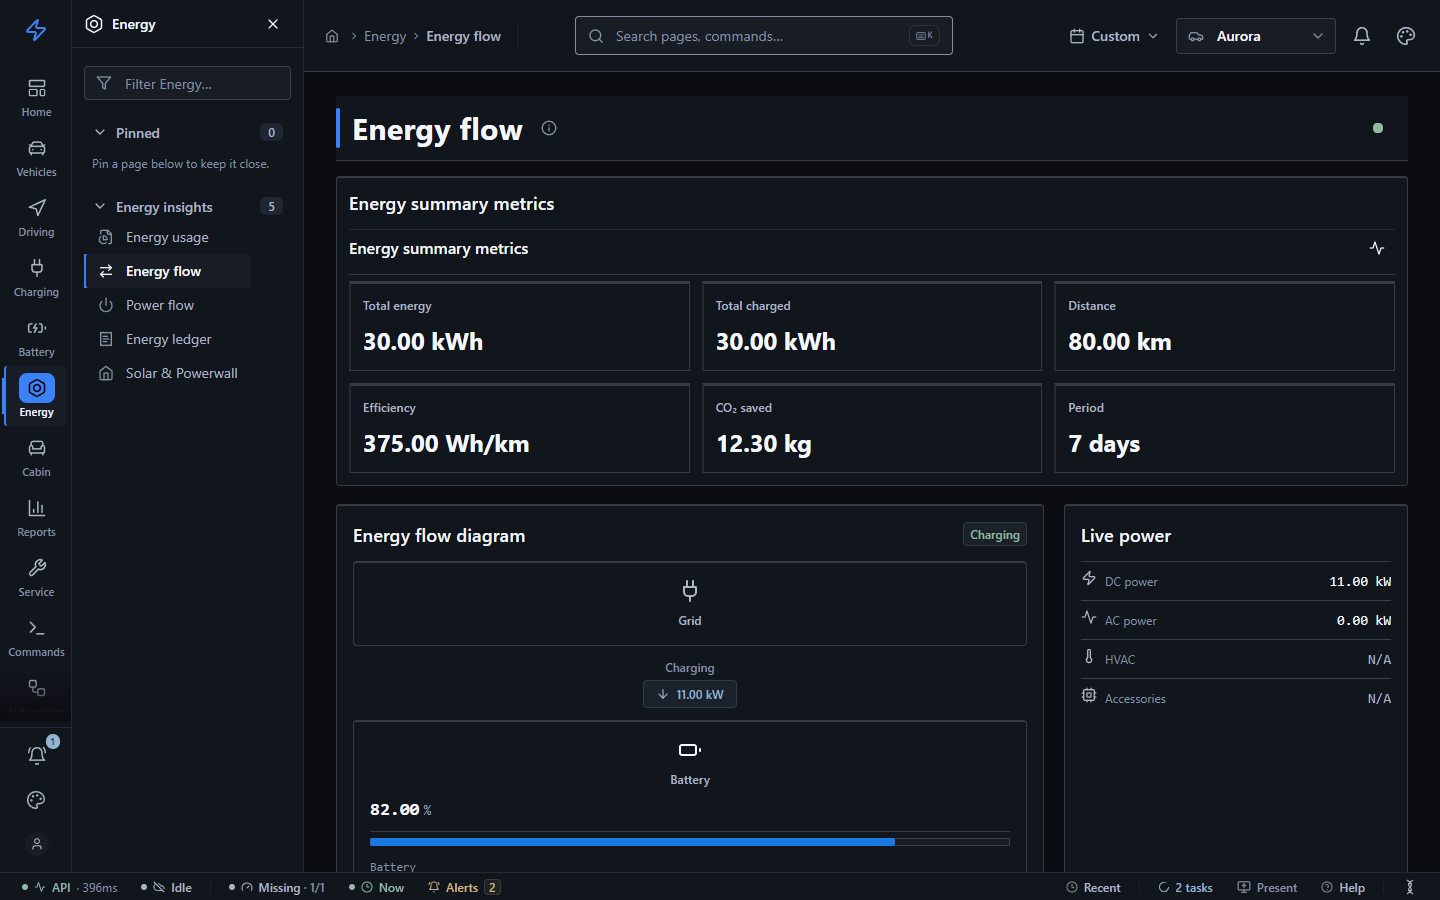 Energy
Filter Energy...
Pinned
0
Pin a page below to keep it close.
Energy insights
5
Energy usage
Energy flow
Power flow
Energy ledger
Solar & Powerwall
Home
Vehicles
Driving
Charging
Battery
Energy
Cabin
Reports
Service
Commands
1
Energy
Energy flow
Search pages, commands...
K
Custom
Aurora
Energy flow
Energy summary metrics
Energy summary metrics
Total energy
30.00 kWh
Total charged
30.00 kWh
Distance
80.00 km
Efficiency
375.00 Wh/km
CO₂ saved
12.30 kg
Period
7 days
Energy flow diagram
Charging
Grid
Charging
11.00 kW
Battery
82.00 %
Battery
Live power
DC power
11.00 kW
AC power
0.00 kW
HVAC
N/A
Accessories
N/A
API · 396ms
Idle
Missing · 1/1
Now
Alerts 2
Recent
2 tasks
Present
Help